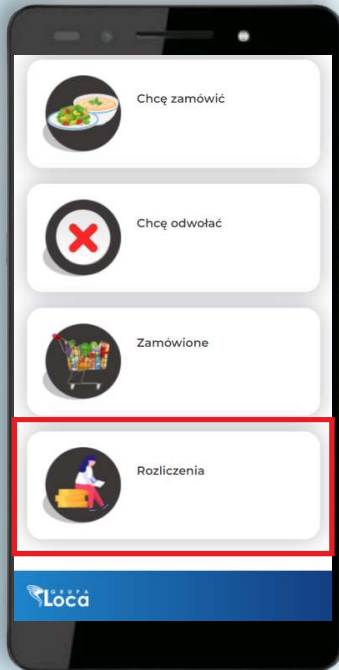 Chcę zamówić
Chcę odwołać
Zamówione
Rozliczenia
GRUPA
Loca